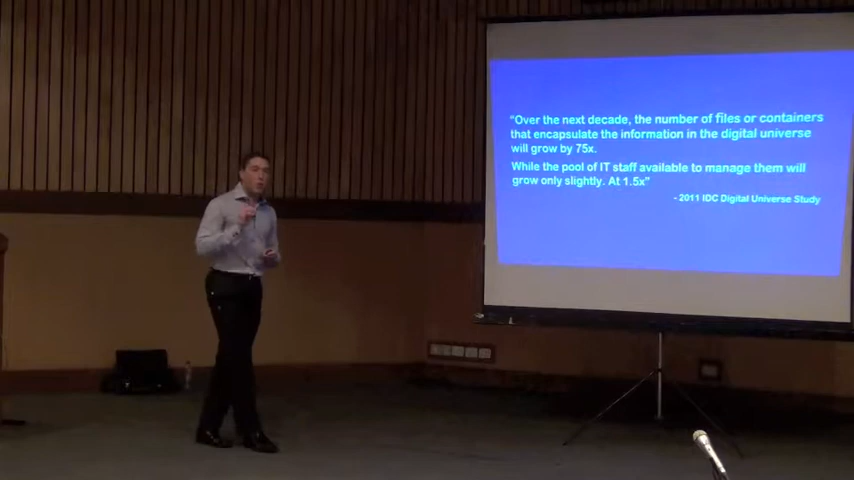 "Over the next decade, the number of files or containers
that encapsulate the information in the digital universe
will grow by 75x.
While the pool of IT staff available to manage them will
grow only slightly. At 1.5x"
- 2011 IDC Digital Universe Study